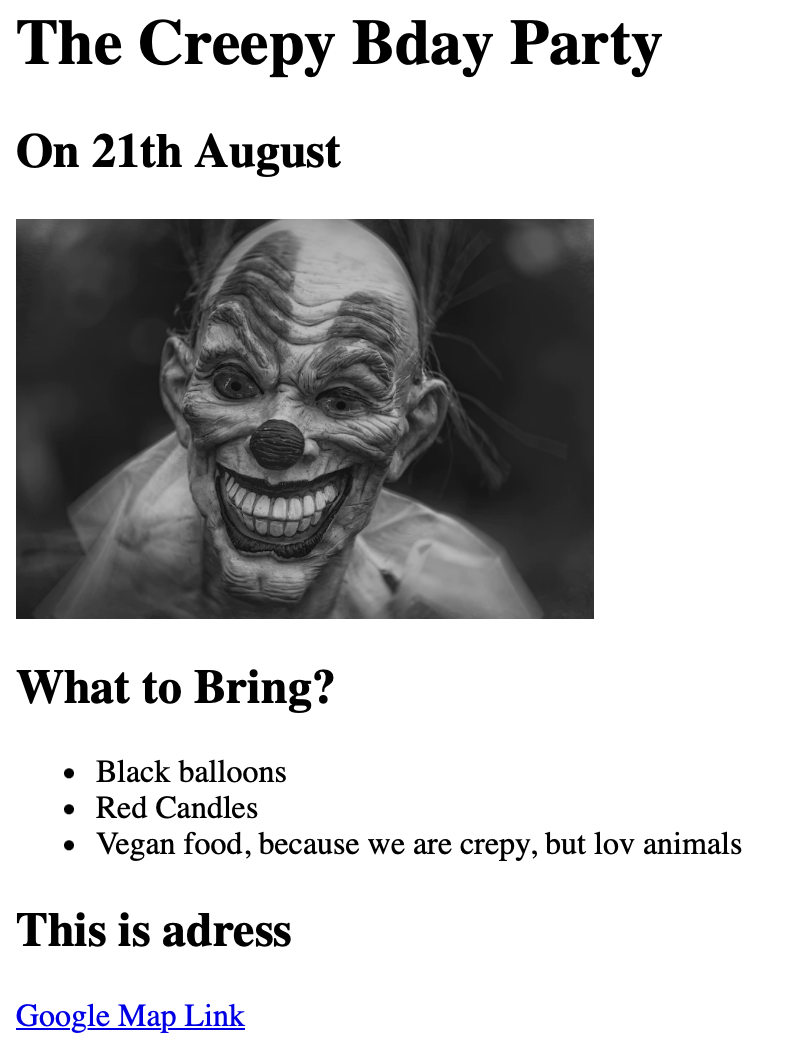 The Creepy Bday Party
On 21th August
What to Bring?
Black balloons
Red Candles
Vegan food, because we are crepy, but lov animals
This is adress
Google Map Link